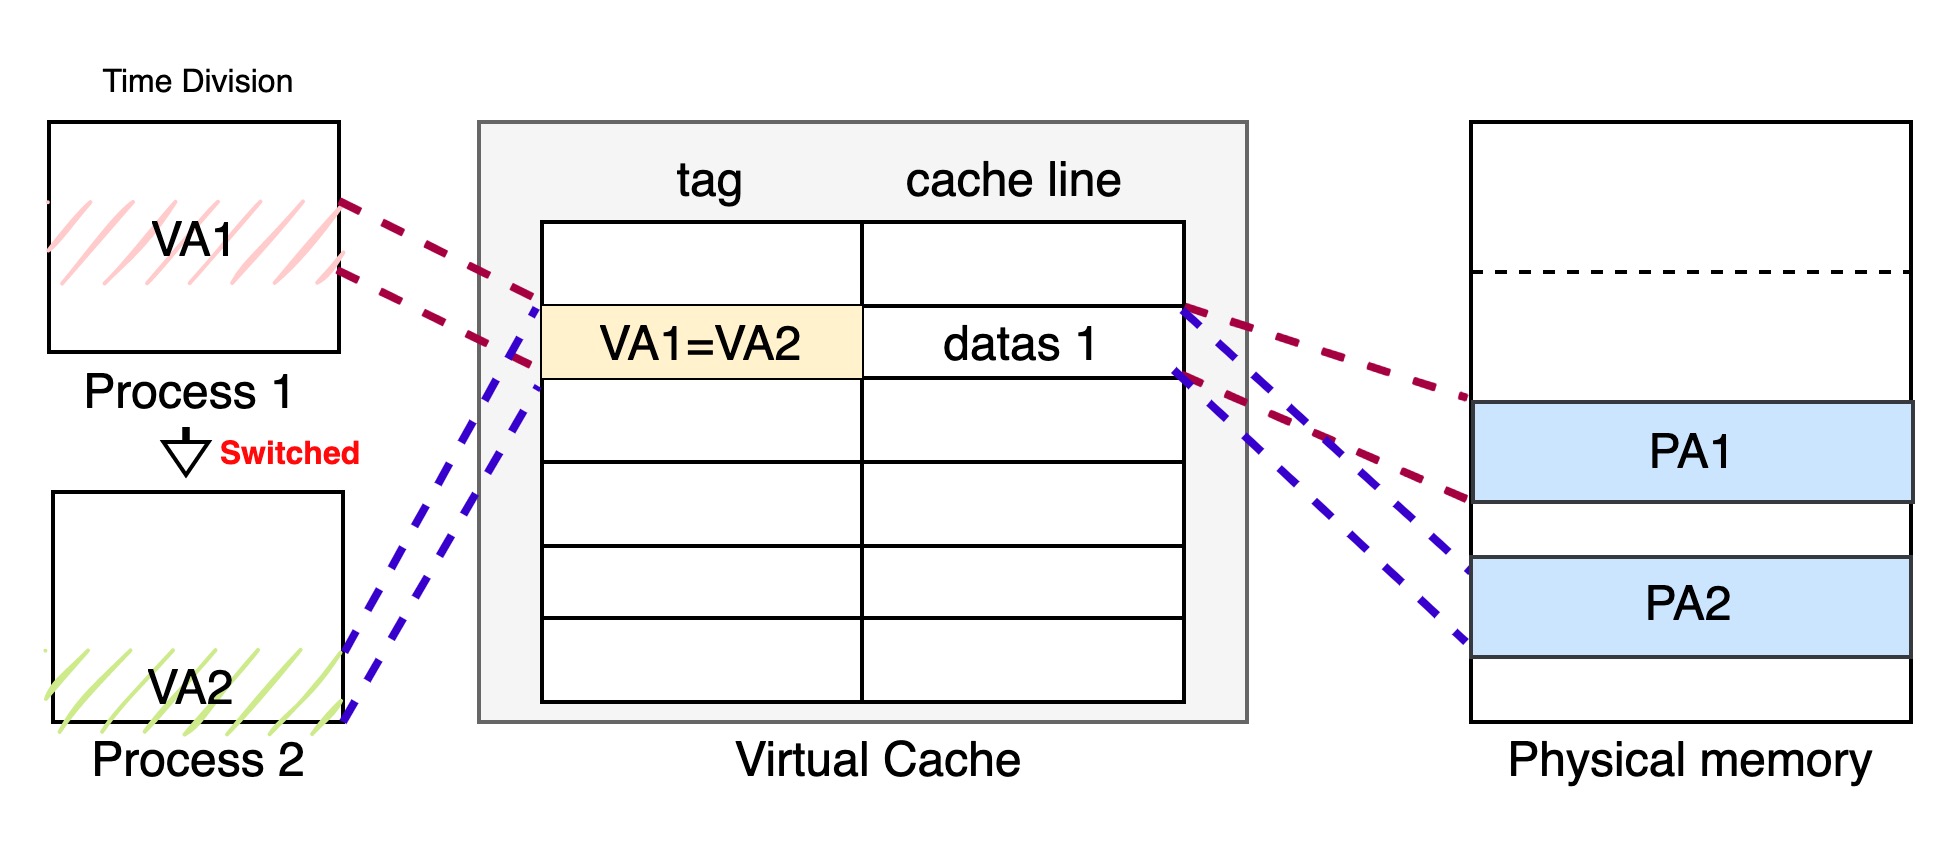 Time Division
VA1
Process 1
Switched
VA2
Process 2
tag
cache line
VA1=VA2
datas 1
Virtual Cache
PA1
PA2
Physical memory